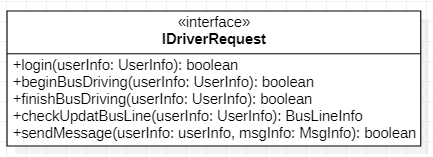 «interface»
IDriverRequest
+login(userInfo: UserInfo): boolean
+beginBusDriving(userInfo: UserInfo): boolean
+finishBusDriving(userInfo: UserInfo): boolean
+checkUpdatBusLine(userInfo: UserInfo): BusLineInfo
+sendMessage(userInfo: userInfo, msgInfo: MsgInfo): boolean